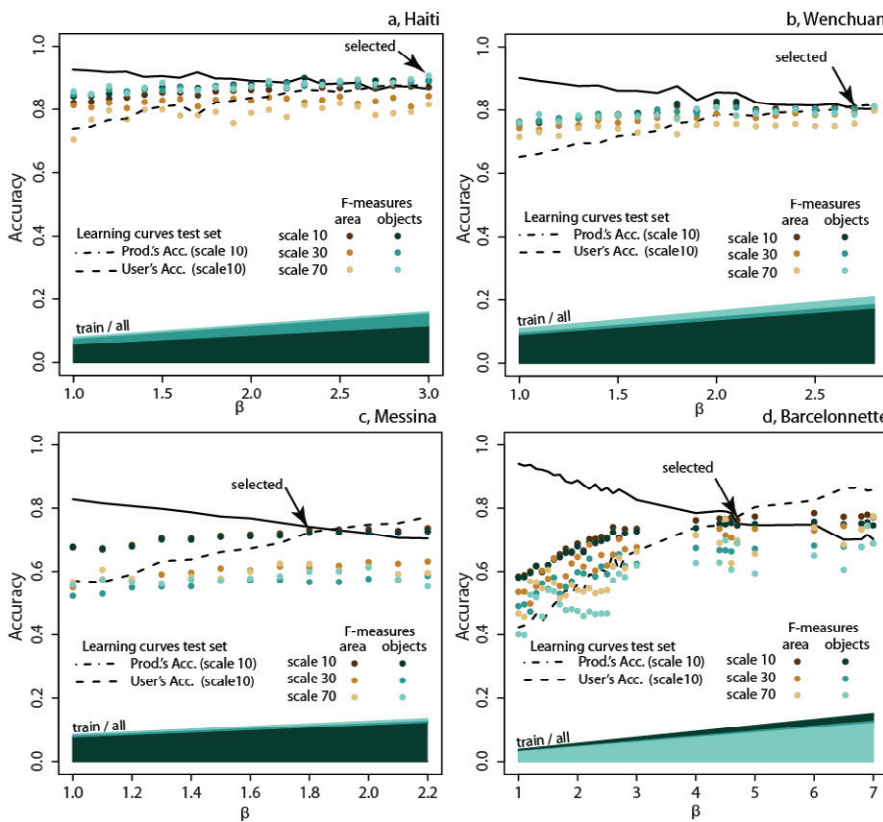 a, Haiti
selected
Accuracy
0.0 0.2 0.4 0.6 0.8 1.0
F-measures
Learning curves test set area objects
Prod.'s Acc. (scale 10) scale 10
User's Acc. (scale10) scale 30
scale 70
train / all
1.0 1.5 2.0 2.5 3.0
β
b, Wenchuan
selected
Accuracy
0.0 0.2 0.4 0.6 0.8 1.0
F-measures
Learning curves test set area objects
Prod.'s Acc. (scale 10) scale 10
User's Acc. (scale10) scale 30
scale 70
train / all
1.0 1.5 2.0 2.5
β
c, Messina
selected
Accuracy
0.0 0.2 0.4 0.6 0.8 1.0
F-measures
Learning curves test set area objects
Prod.'s Acc. (scale 10) scale 10
User's Acc. (scale10) scale 30
scale 70
train / all
1.0 1.2 1.4 1.6 1.8 2.0 2.2
β
d, Barcelonnette
selected
Accuracy
0.0 0.2 0.4 0.6 0.8 1.0
F-measures
Learning curves test set area objects
Prod.'s Acc. (scale 10) scale 10
User's Acc. (scale10) scale 30
scale 70
train / all
1 2 3 4 5 6 7
β